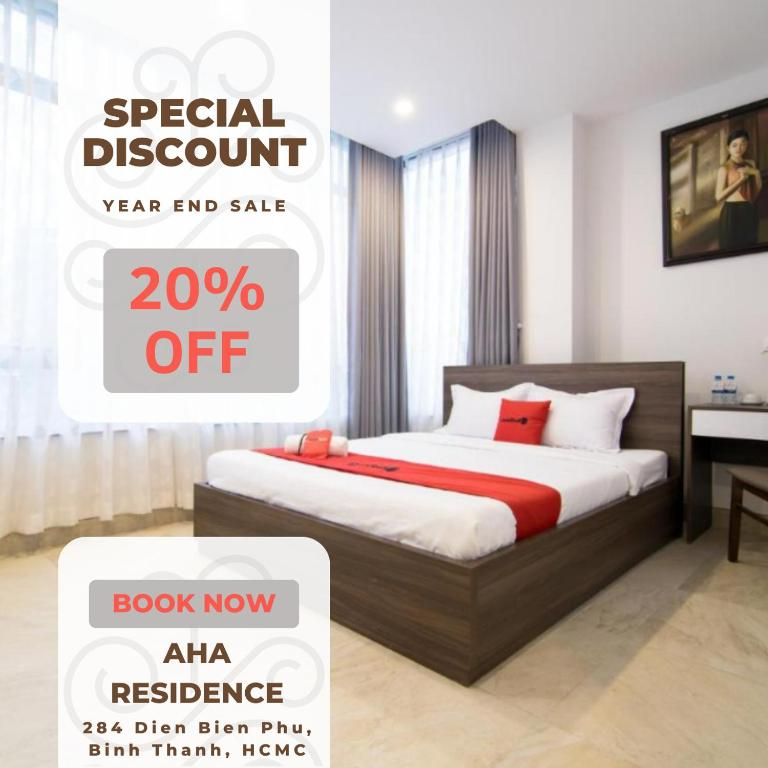 SPECIAL
DISCOUNT
YEAR END SALE
20%
OFF
BOOK NOW
AHA
RESIDENCE
284 Dien Bien Phu,
Binh Thanh, HCMC